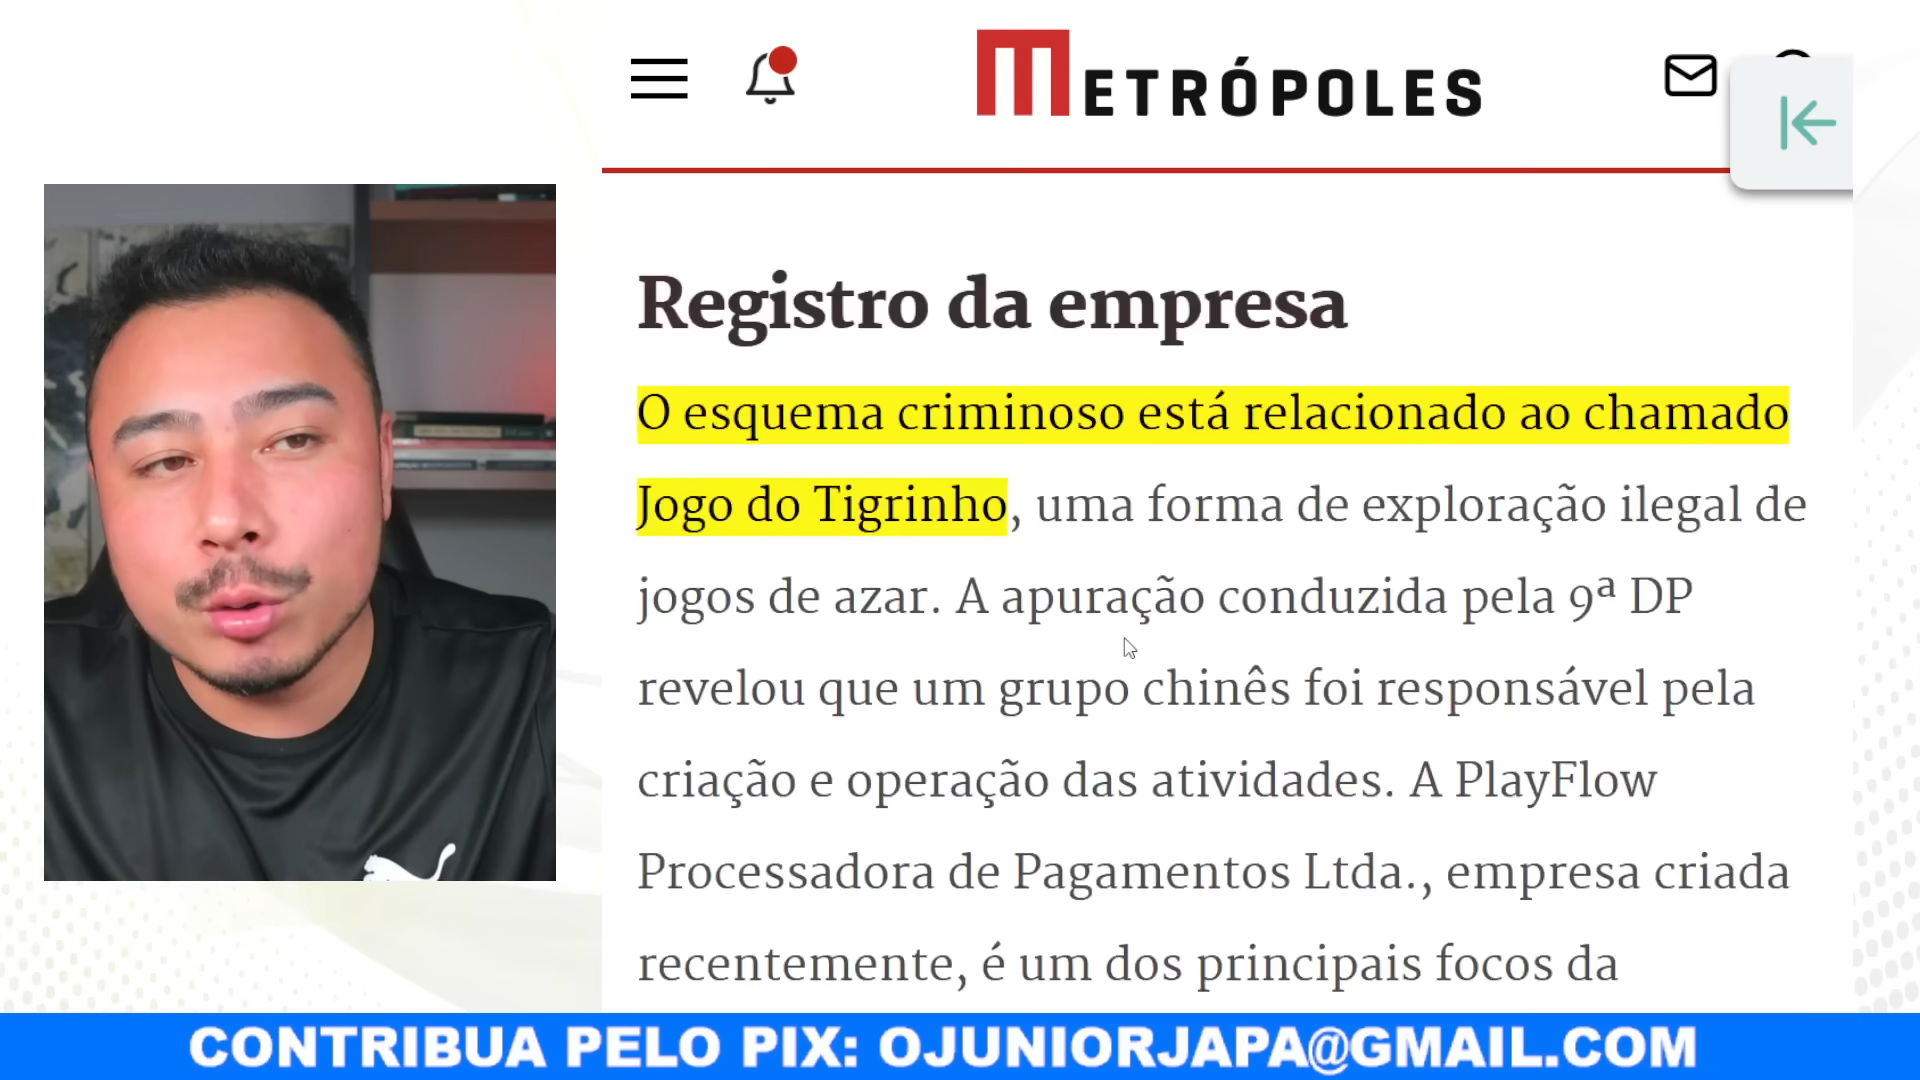 METRÓPOLES
Registro da empresa
O esquema criminoso está relacionado ao chamado
Jogo do Tigrinho, uma forma de exploração ilegal de
jogos de azar. A apuração conduzida pela 9ª DP
revelou que um grupo chinês foi responsável pela
criação e operação das atividades. A PlayFlow
Processadora de Pagamentos Ltda., empresa criada
recentemente, é um dos principais focos da
CONTRIBUA PELO PIX: OJUNIORJAPA@GMAIL.COM